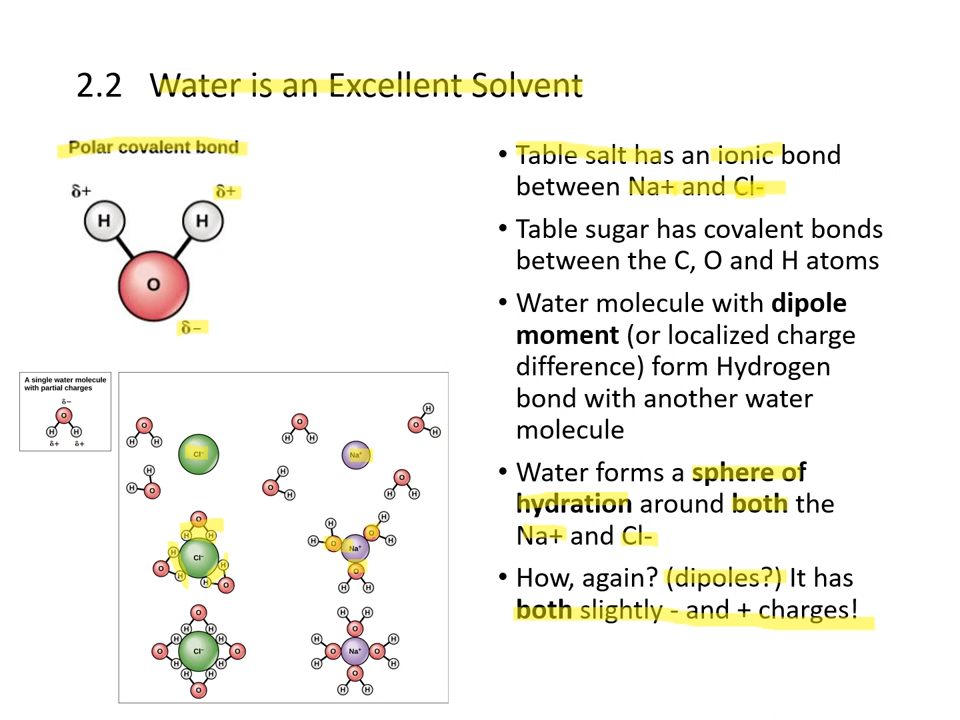 2.2 Water is an Excellent Solvent
Polar covalent bond
δ+
δ+
H
H
O
δ−
A single water molecule
with partial charges
δ−
O
H H
δ+ δ+
O
H H
Cl⁻
H
H O
O
H H
Na⁺
H
O
H
H
O
H
O
H H
O
H H
H
O
H
Cl⁻
H
H O
H
H O
O
H
Na⁺
H
O
H
O
H H
O
H H
H
O
H
Cl⁻
H
O
H
H H
O
H H
O
H
O
H
Na⁺
H
O
H
O
H H
• Table salt has an ionic bond
between Na+ and Cl-
• Table sugar has covalent bonds
between the C, O and H atoms
• Water molecule with dipole
moment (or localized charge
difference) form Hydrogen
bond with another water
molecule
• Water forms a sphere of
hydration around both the
Na+ and Cl-
• How, again? (dipoles?) It has
both slightly - and + charges!